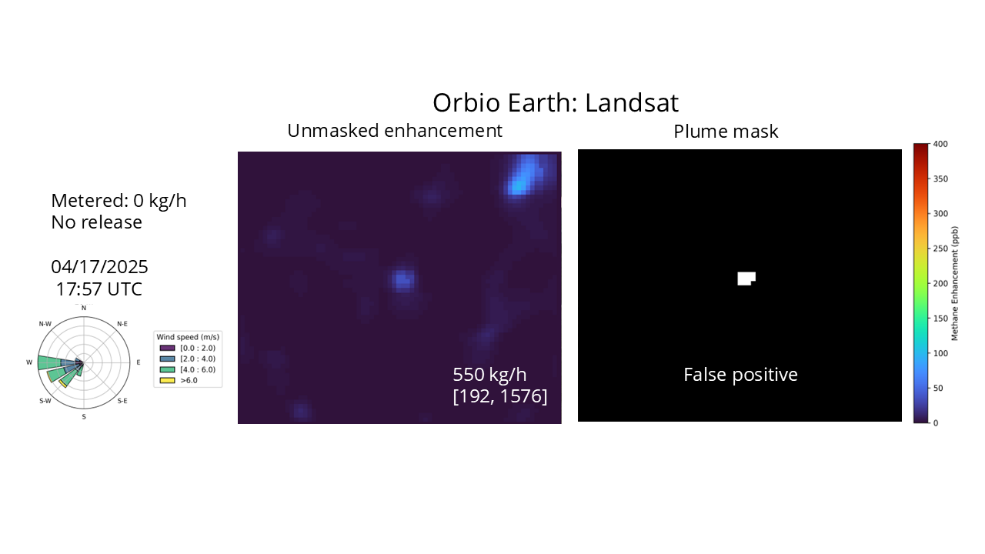 Orbio Earth: Landsat
Unmasked enhancement
Plume mask
Metered: 0 kg/h
No release
04/17/2025
17:57 UTC
N
N-W
N-E
W
E
S-W
S-E
S
Wind speed (m/s)
[0.0 : 2.0)
[2.0 : 4.0)
[4.0 : 6.0)
>6.0
550 kg/h
[192, 1576]
False positive
400
350
300
250
200
150
100
50
0
Methane Enhancement (ppb)